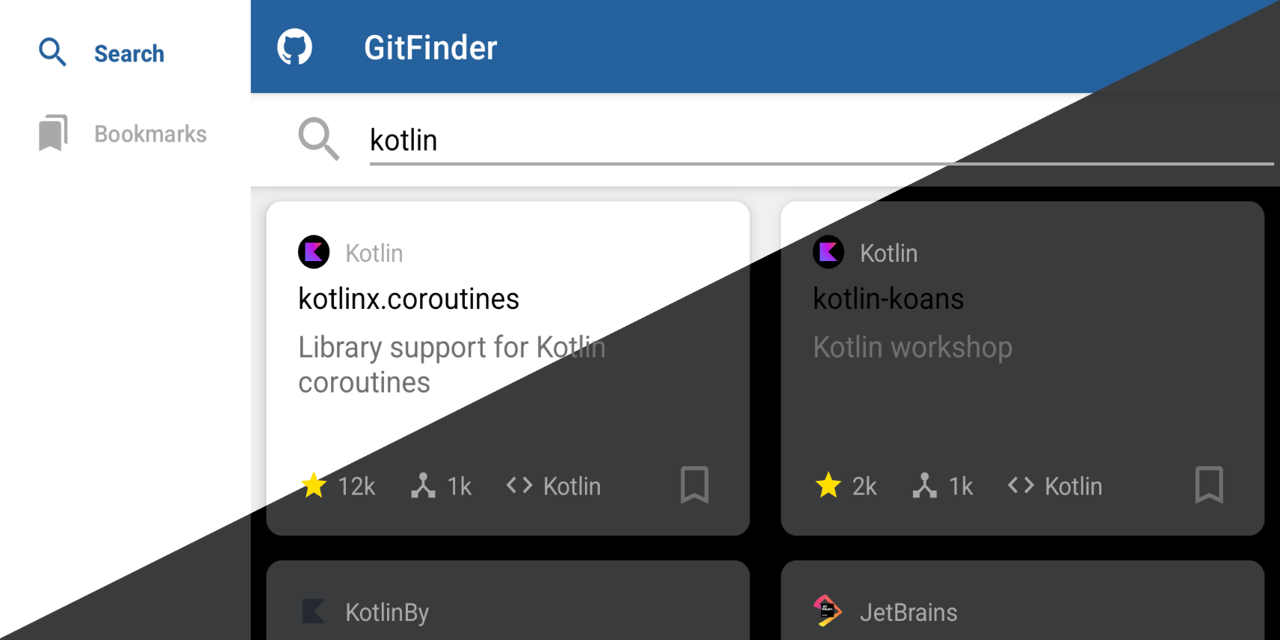 Search
Bookmarks
GitFinder
kotlin
Kotlin
kotlinx.coroutines
Library support for Kotlin
coroutines
12k 1k Kotlin
Kotlin
kotlin-koans
Kotlin workshop
2k 1k Kotlin
KotlinBy
JetBrains